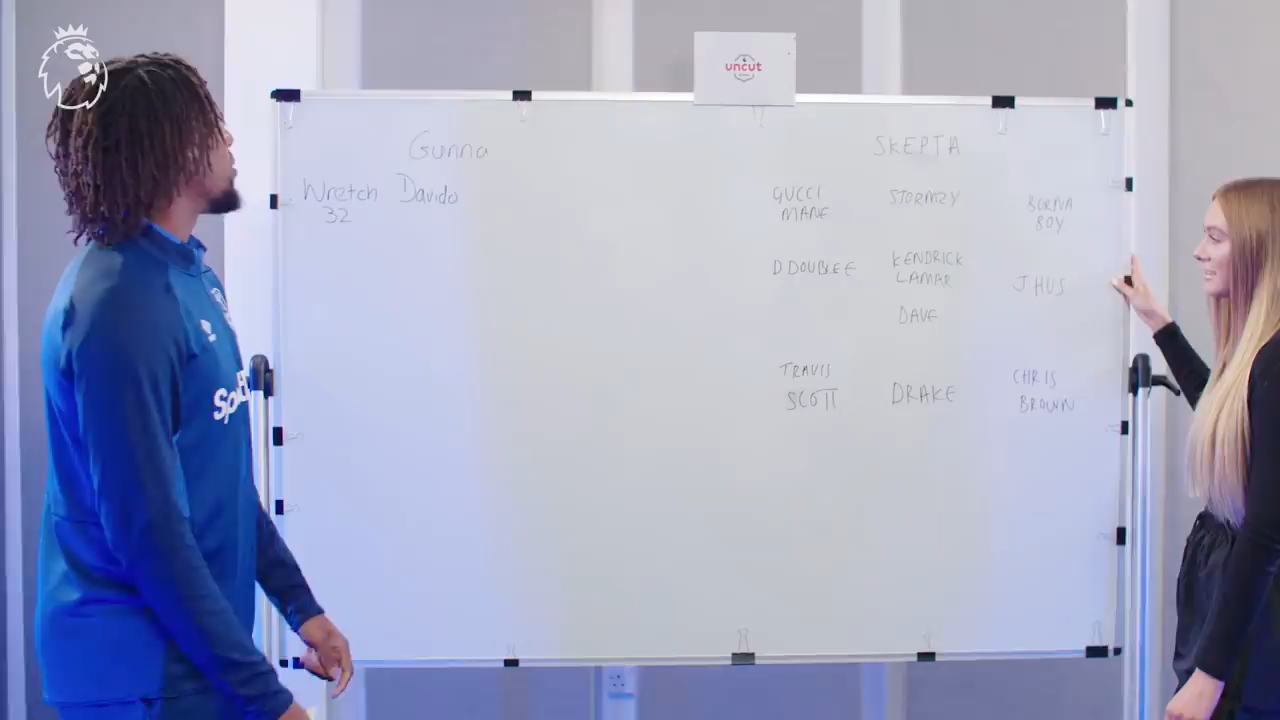 uncut
Gunna
Wretch
32
Davido
SKEPTA
GUCCI
MANE
STORMZY
BURNA
BOY
D DOUBLE E
KENDRICK
LAMAR
J HUS
DAVE
TRAVIS
SCOTT
DRAKE
CHRIS
BROWN